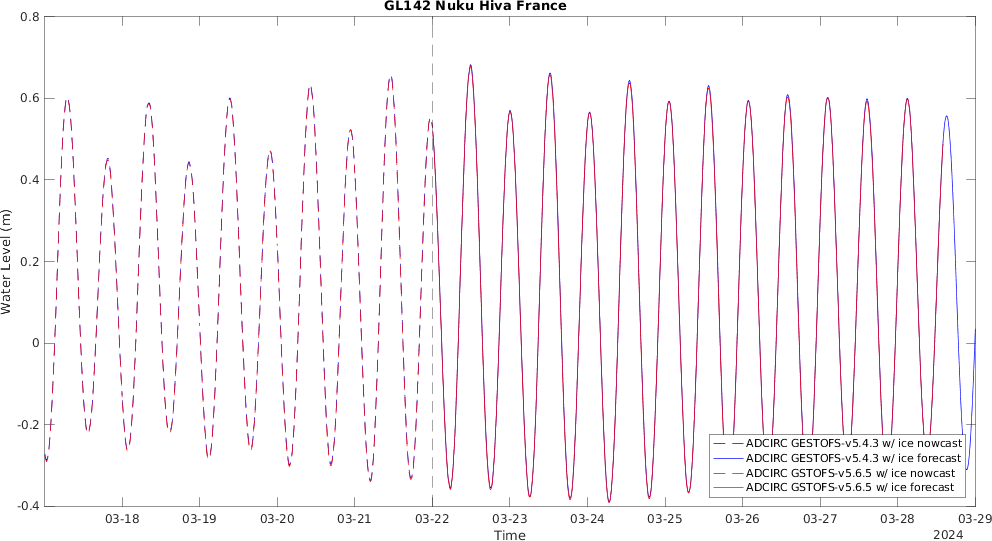 GL142 Nuku Hiva France
0.8
0.6
0.4
0.2
0
-0.2
-0.4
Water Level (m)
ADCIRC GESTOFS-v5.4.3 w/ ice nowcast
ADCIRC GESTOFS-v5.4.3 w/ ice forecast
ADCIRC GSTOFS-v5.6.5 w/ ice nowcast
ADCIRC GSTOFS-v5.6.5 w/ ice forecast
03-18 03-19 03-20 03-21 03-22 03-23 03-24 03-25 03-26 03-27 03-28 03-29
Time
2024